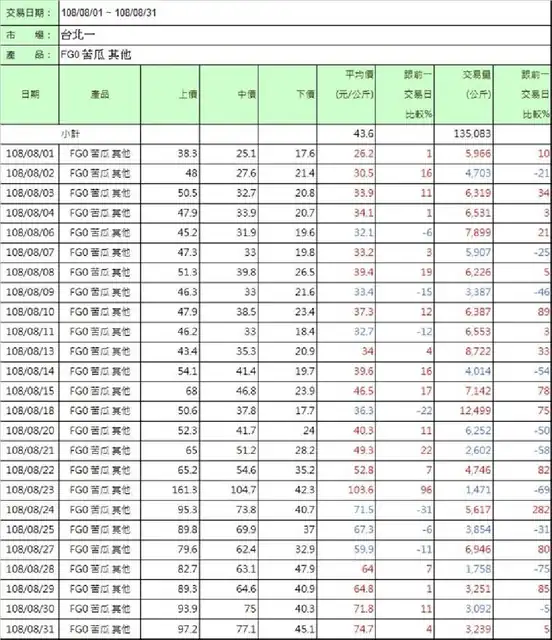 交易日期： 108/08/01 ~ 108/08/31
市 場： 台北一
產 品： FG0 苦瓜 其他
日期 產品 上價 中價 下價 平均價(元/公斤) 跟前一交易日比較% 交易量(公斤) 跟前一交易日比較%
小計 43.6 135,083
108/08/01 FG0 苦瓜 其他 38.3 25.1 17.6 26.2 1 5,966 10
108/08/02 FG0 苦瓜 其他 48 27.6 21.4 30.5 16 4,703 -21
108/08/03 FG0 苦瓜 其他 50.5 32.7 20.8 33.9 11 6,319 34
108/08/04 FG0 苦瓜 其他 47.9 33.9 20.7 34.1 1 6,531 3
108/08/06 FG0 苦瓜 其他 45.2 31.9 19.6 32.1 -6 7,899 21
108/08/07 FG0 苦瓜 其他 47.3 33 19.8 33.2 3 5,907 -25
108/08/08 FG0 苦瓜 其他 51.3 39.8 26.5 39.4 19 6,226 5
108/08/09 FG0 苦瓜 其他 46.3 33 21.6 33.4 -15 3,387 -46
108/08/10 FG0 苦瓜 其他 47.9 38.5 23.4 37.3 12 6,387 89
108/08/11 FG0 苦瓜 其他 46.2 33 18.4 32.7 -12 6,553 3
108/08/13 FG0 苦瓜 其他 43.4 35.3 20.9 34 4 8,722 33
108/08/14 FG0 苦瓜 其他 54.1 41.4 19.7 39.6 16 4,014 -54
108/08/15 FG0 苦瓜 其他 68 46.8 23.9 46.5 17 7,142 78
108/08/18 FG0 苦瓜 其他 50.6 37.8 17.7 36.3 -22 12,499 75
108/08/20 FG0 苦瓜 其他 52.3 41.7 24 40.3 11 6,252 -50
108/08/21 FG0 苦瓜 其他 65 51.2 28.2 49.3 22 2,602 -58
108/08/22 FG0 苦瓜 其他 65.2 54.6 35.2 52.8 7 4,746 82
108/08/23 FG0 苦瓜 其他 161.3 104.7 42.3 103.6 96 1,471 -69
108/08/24 FG0 苦瓜 其他 95.3 73.8 40.7 71.5 -31 5,617 282
108/08/25 FG0 苦瓜 其他 89.8 69.9 37 67.3 -6 3,854 -31
108/08/27 FG0 苦瓜 其他 79.6 62.4 32.9 59.9 -11 6,946 80
108/08/28 FG0 苦瓜 其他 82.7 63.1 47.9 64 7 1,758 -75
108/08/29 FG0 苦瓜 其他 89.3 64.6 40.9 64.8 1 3,251 85
108/08/30 FG0 苦瓜 其他 93.9 75 40.3 71.8 11 3,092 -5
108/08/31 FG0 苦瓜 其他 97.2 77.1 45.1 74.7 4 3,239 5